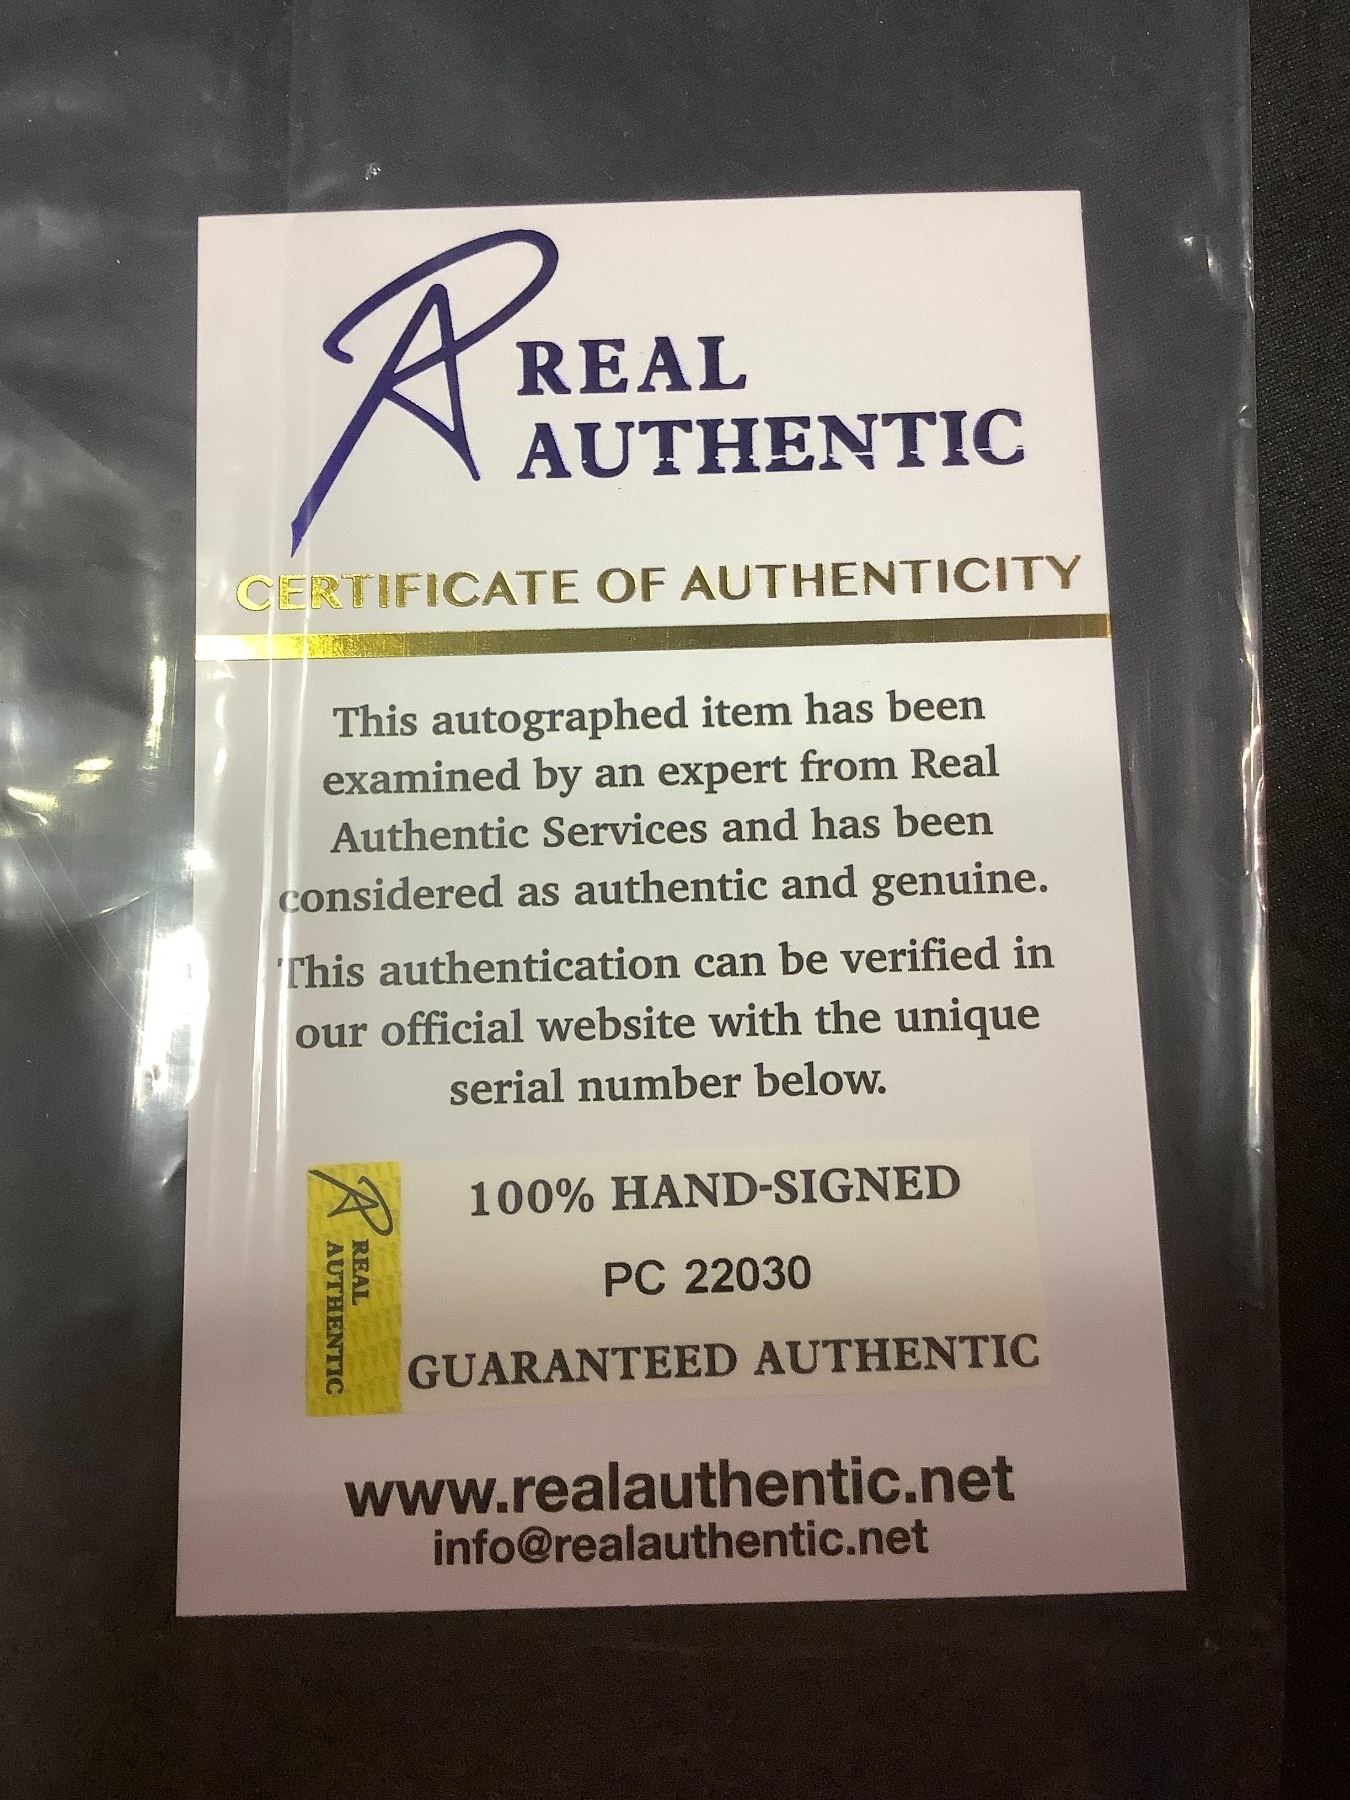 RA REAL
AUTHENTIC
CERTIFICATE OF AUTHENTICITY
This autographed item has been
examined by an expert from Real
Authentic Services and has been
considered as authentic and genuine.
This authentication can be verified in
our official website with the unique
serial number below.
RA REAL
AUTHENTIC
100% HAND-SIGNED
PC 22030
GUARANTEED AUTHENTIC
www.realauthentic.net
info@realauthentic.net